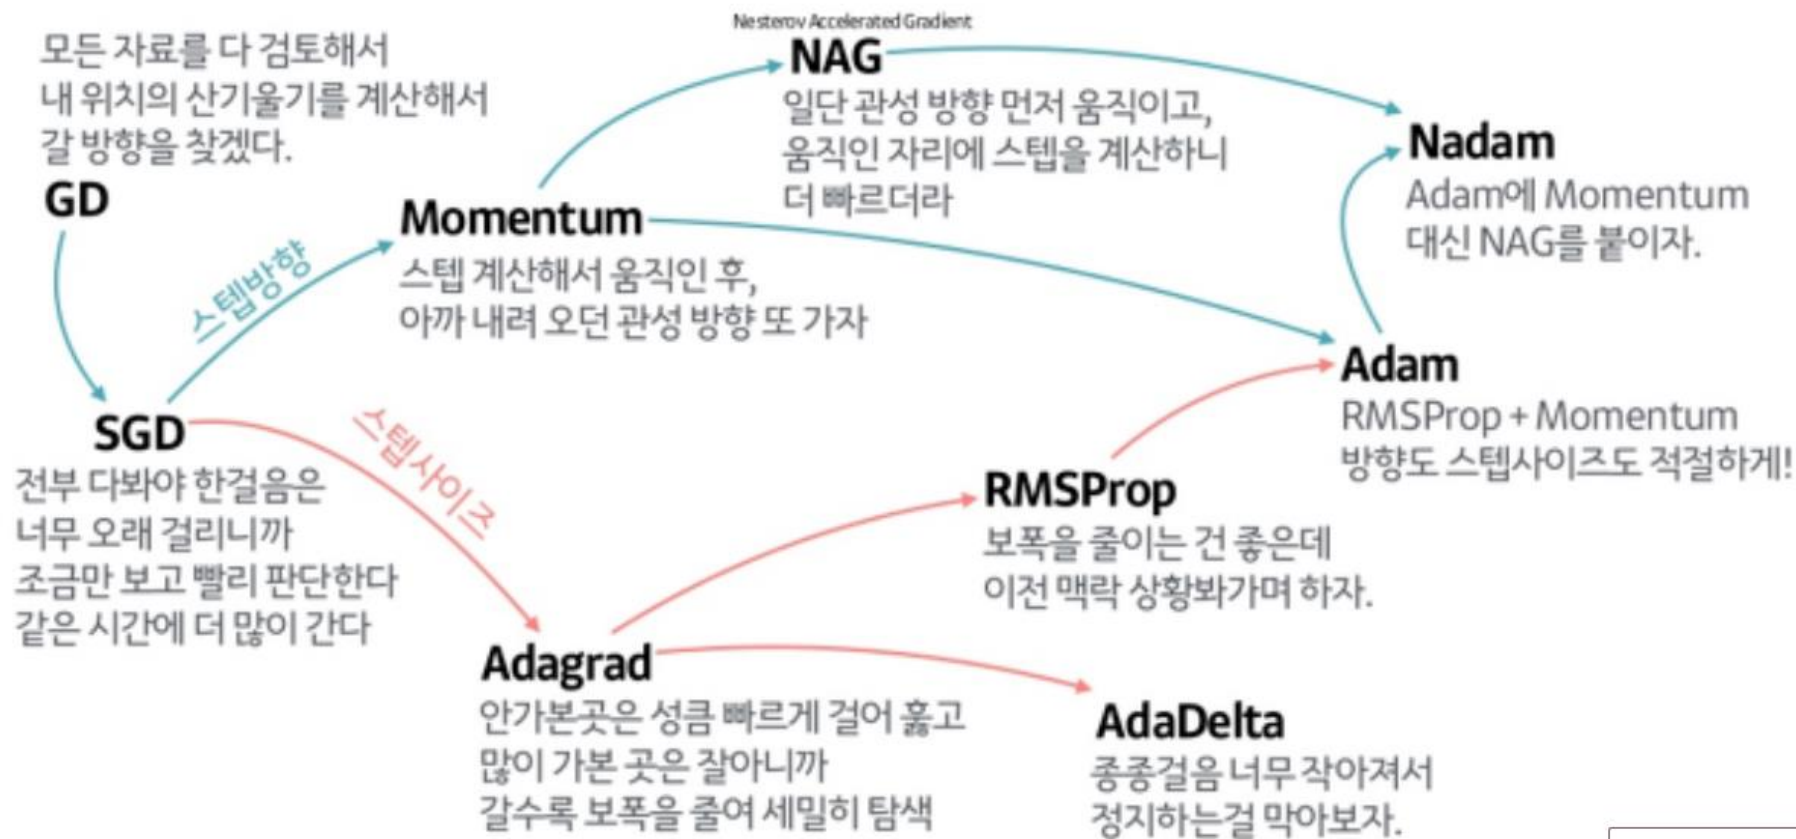 모든 자료를 다 검토해서
내 위치의 산기울기를 계산해서
갈 방향을 찾겠다.
GD
스텝방향
SGD
전부 다봐야 한걸음은
너무 오래 걸리니까
조금만 보고 빨리 판단한다
같은 시간에 더 많이 간다
Momentum
스텝 계산해서 움직인 후,
아까 내려 오던 관성 방향 또 가자
Nesterov Accelerated Gradient
NAG
일단 관성 방향 먼저 움직이고,
움직인 자리에 스텝을 계산하니
더 빠르더라
Nadam
Adam에 Momentum
대신 NAG를 붙이자.
스텝사이즈
Adagrad
안가본곳은 성큼 빠르게 걸어 훑고
많이 가본 곳은 잘아니까
갈수록 보폭을 줄여 세밀히 탐색
RMSProp
보폭을 줄이는 건 좋은데
이전 맥락 상황봐가며 하자.
Adam
RMSProp + Momentum
방향도 스텝사이즈도 적절하게!
AdaDelta
종종걸음 너무 작아져서
정지하는걸 막아보자.